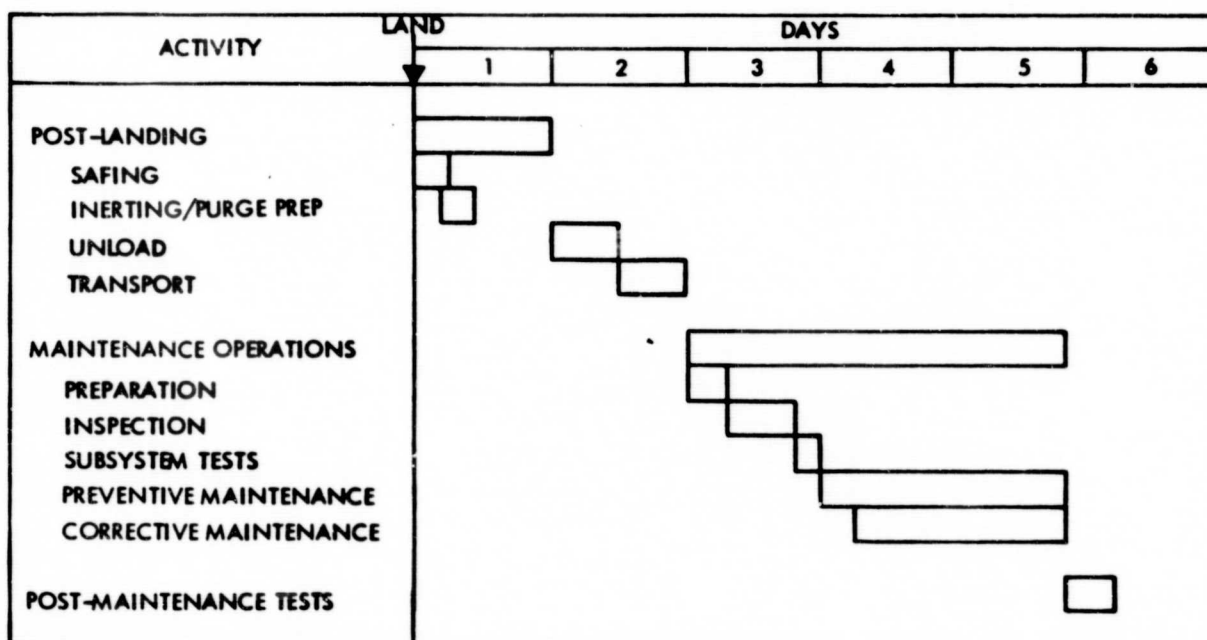 LAND
ACTIVITY
DAYS
1 2 3 4 5 6
POST-LANDING
SAFING
INERTING/PURGE PREP
UNLOAD
TRANSPORT
MAINTENANCE OPERATIONS
PREPARATION
INSPECTION
SUBSYSTEM TESTS
PREVENTIVE MAINTENANCE
CORRECTIVE MAINTENANCE
POST-MAINTENANCE TESTS